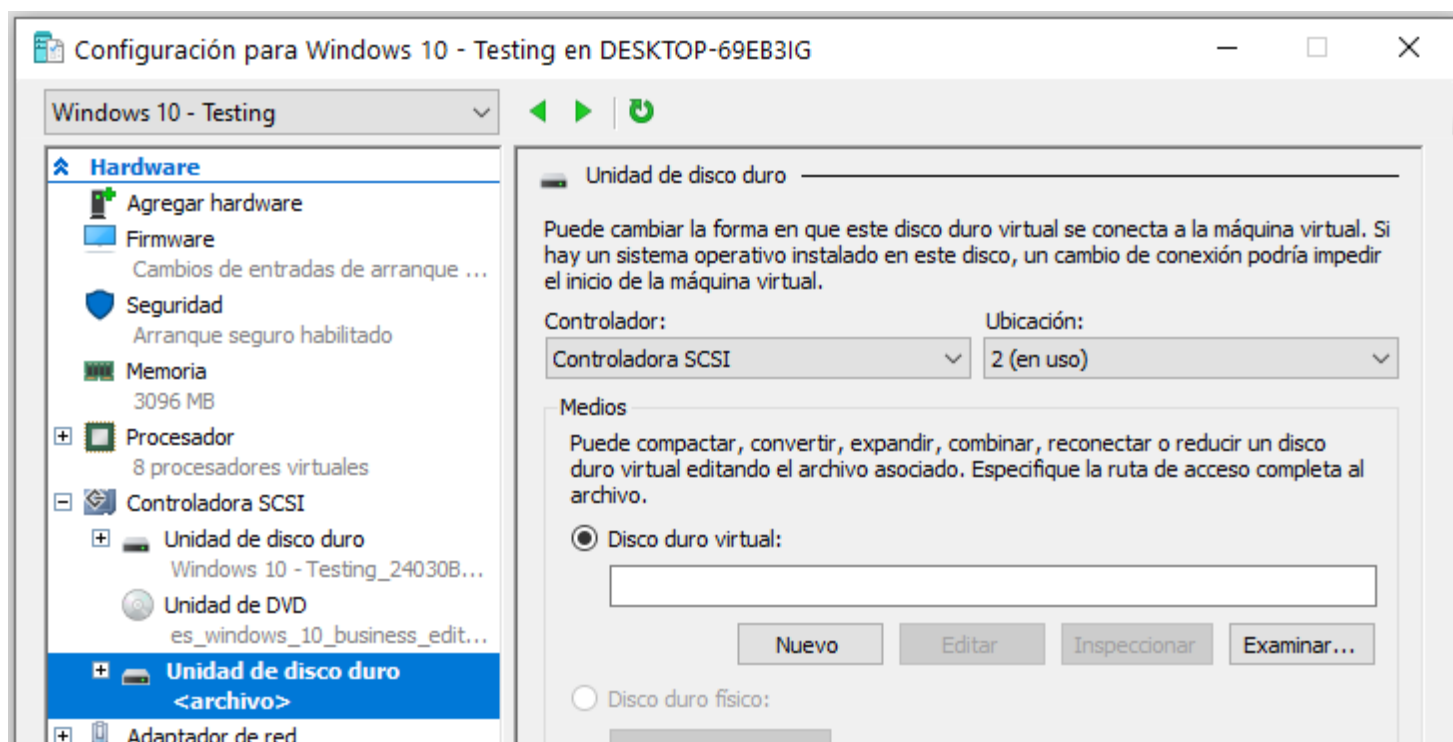 Configuración para Windows 10 - Testing en DESKTOP-69EB3IG
Windows 10 - Testing
Hardware
Agregar hardware
Firmware
Cambios de entradas de arranque ...
Seguridad
Arranque seguro habilitado
Memoria
3096 MB
Procesador
8 procesadores virtuales
Controladora SCSI
Unidad de disco duro
Windows 10 - Testing_24030B...
Unidad de DVD
es_windows_10_business_edit...
Unidad de disco duro
<archivo>
Adaptador de red
Unidad de disco duro
Puede cambiar la forma en que este disco duro virtual se conecta a la máquina virtual. Si
hay un sistema operativo instalado en este disco, un cambio de conexión podría impedir
el inicio de la máquina virtual.
Controlador:
Ubicación:
Controladora SCSI
2 (en uso)
Medios
Puede compactar, convertir, expandir, combinar, reconectar o reducir un disco
duro virtual editando el archivo asociado. Especifique la ruta de acceso completa al
archivo.
Disco duro virtual:
Nuevo
Editar
Inspeccionar
Examinar...
Disco duro físico: